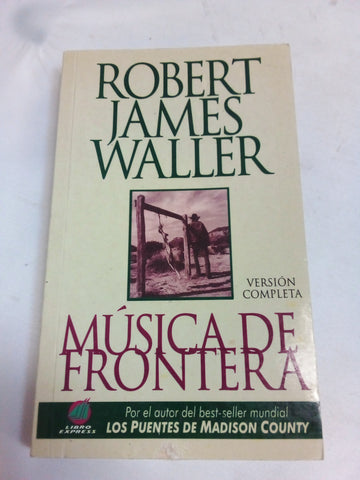 ROBERT
JAMES
WALLER
VERSIÓN
COMPLETA
MÚSICA DE
FRONTERA
LIBRO
EXPRESS
Por el autor del best-seller mundial
LOS PUENTES DE MADISON COUNTY